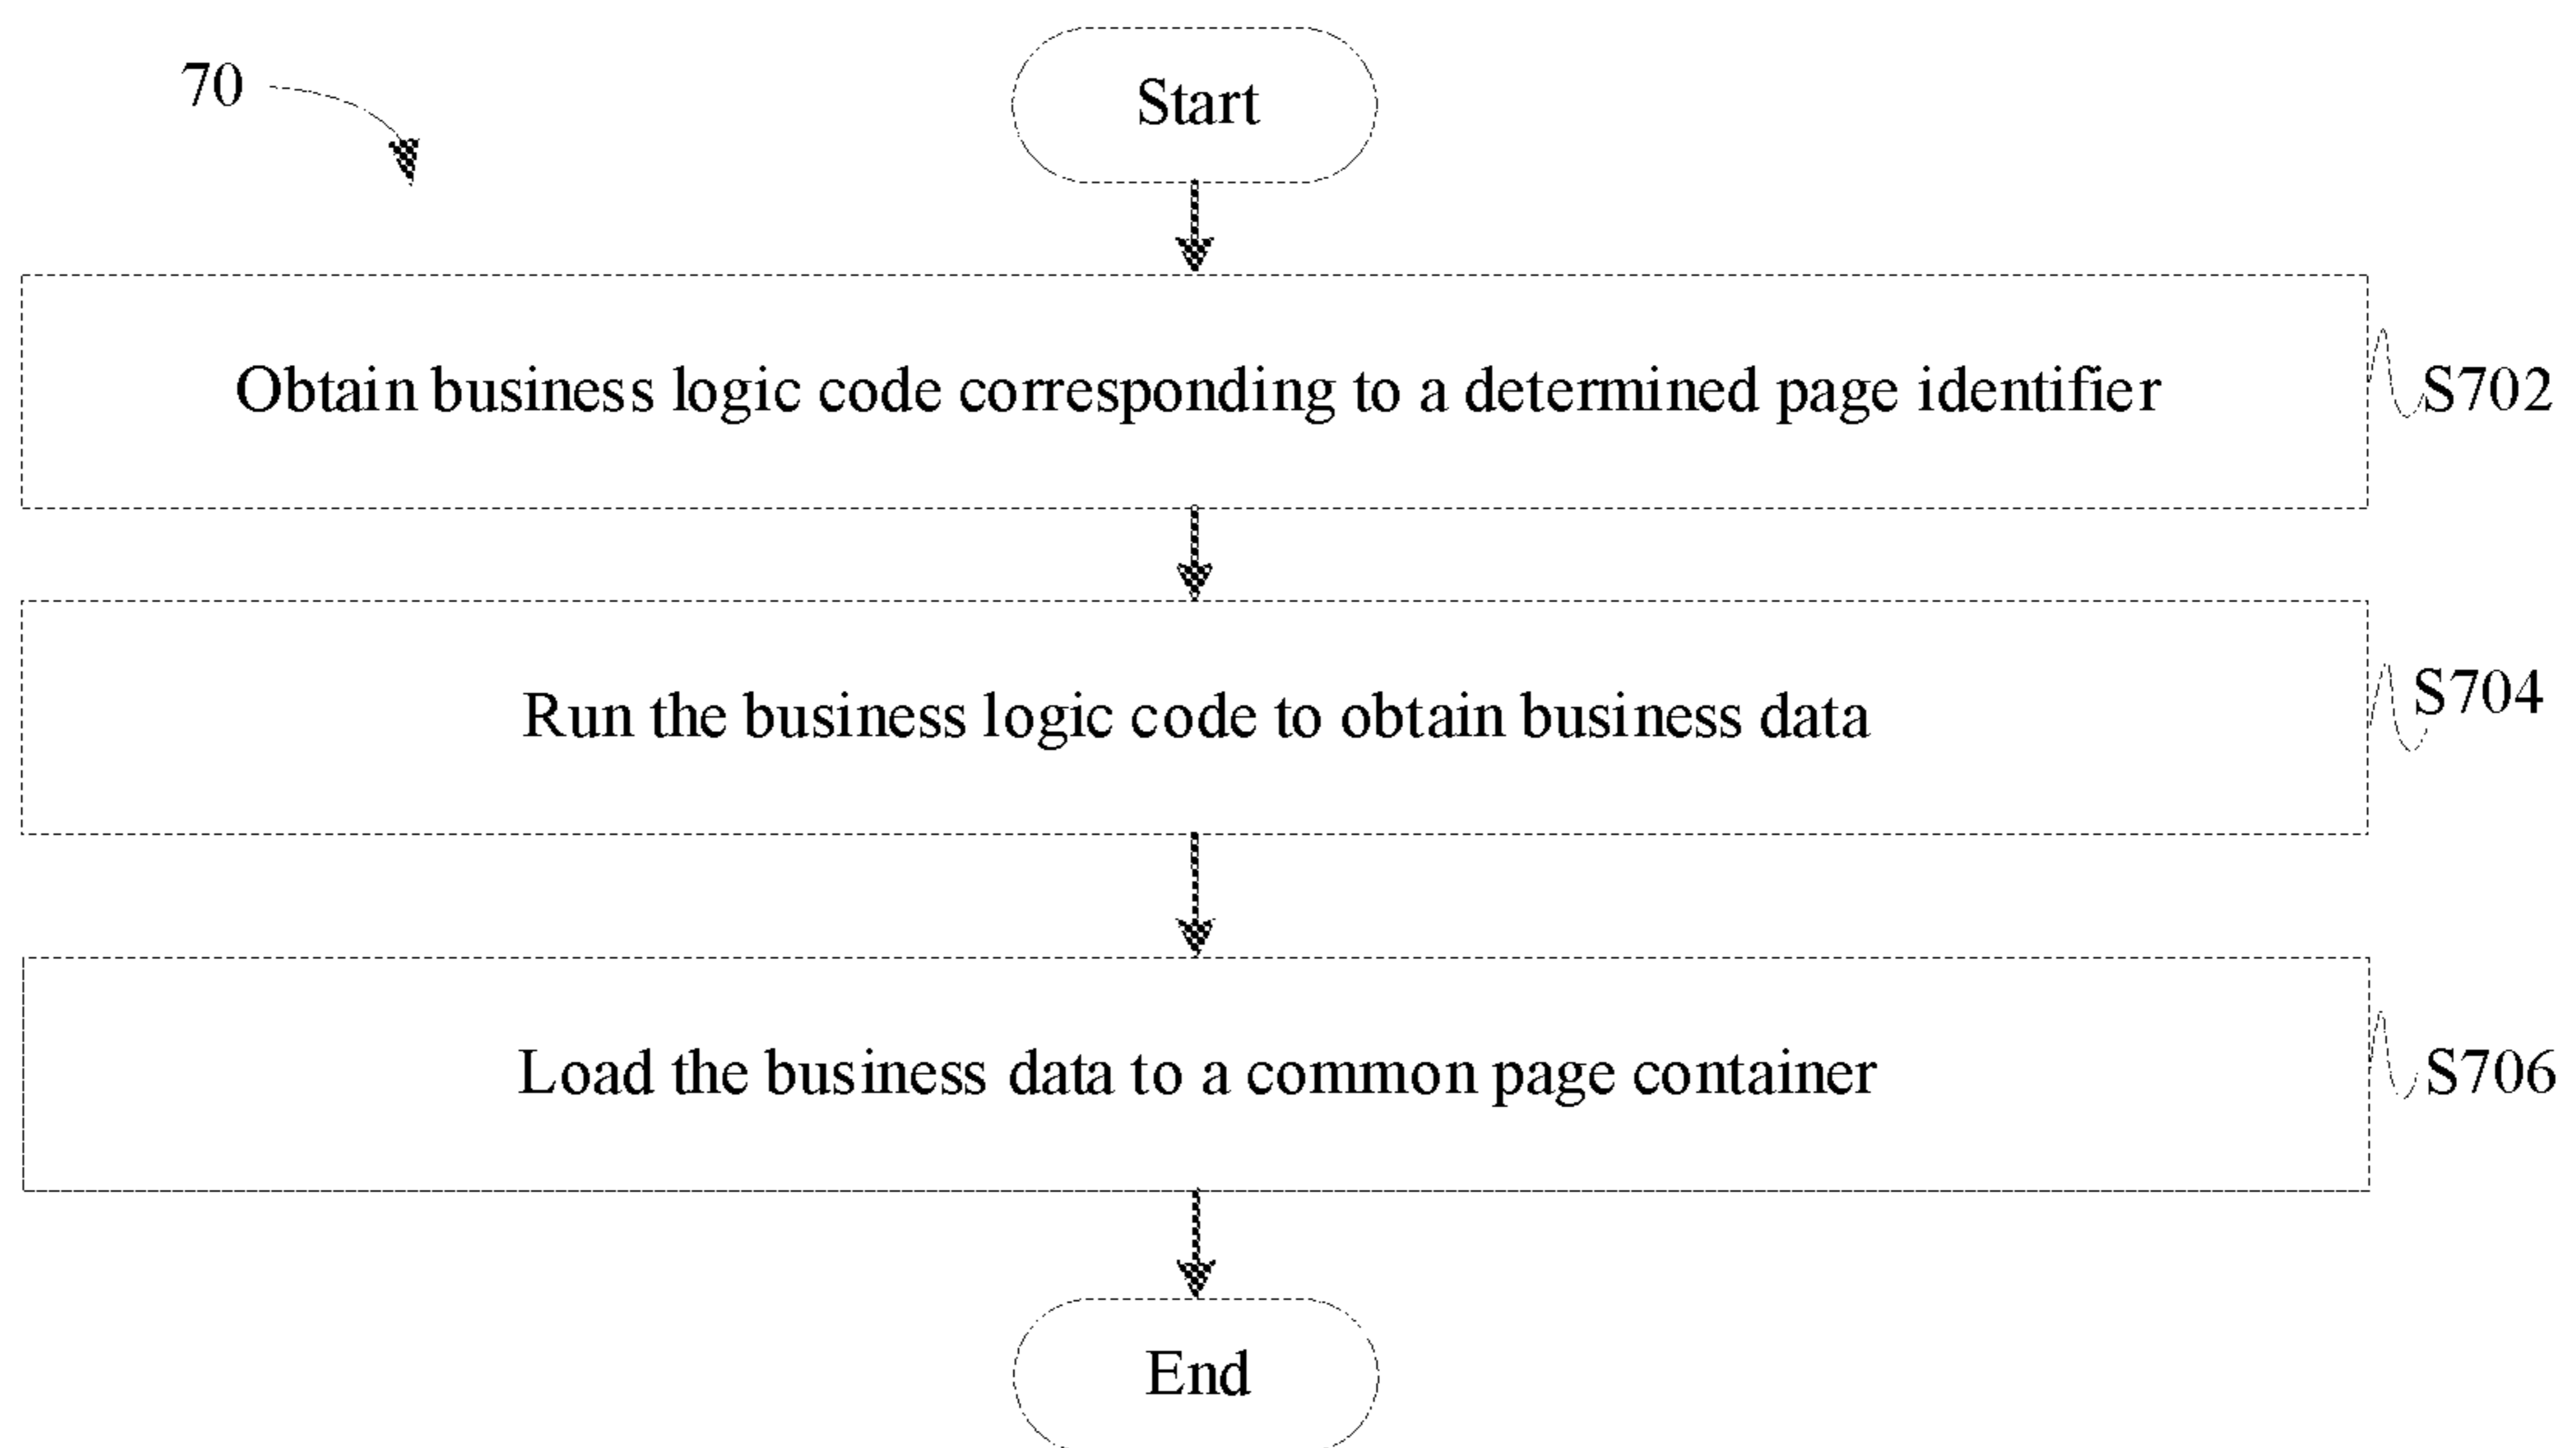 70
Start
Obtain business logic code corresponding to a determined page identifier
S702
Run the business logic code to obtain business data
S704
Load the business data to a common page container
S706
End